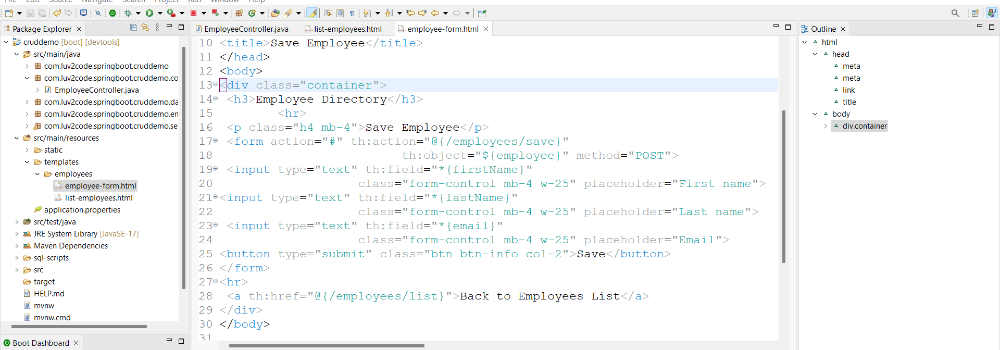 File Edit Source Navigate Search Project Run Window Help
Package Explorer
cruddemo [boot] [devtools]
src/main/java
com.luv2code.springboot.cruddemo
com.luv2code.springboot.cruddemo.co
EmployeeController.java
com.luv2code.springboot.cruddemo.da
com.luv2code.springboot.cruddemo.en
com.luv2code.springboot.cruddemo.se
src/main/resources
static
templates
employees
employee-form.html
list-employees.html
application.properties
src/test/java
JRE System Library [JavaSE-17]
Maven Dependencies
sql-scripts
src
target
HELP.md
mvnw
mvnw.cmd
Boot Dashboard
EmployeeController.java list-employees.html employee-form.html
10 <title>Save Employee</title>
11 </head>
12 <body>
13 <div class="container">
14 <h3>Employee Directory</h3>
15 <hr>
16 <p class="h4 mb-4">Save Employee</p>
17 <form action="#" th:action="@{/employees/save}"
18 th:object="${employee}" method="POST">
19 <input type="text" th:field="*{firstName}"
20 class="form-control mb-4 w-25" placeholder="First name">
21 <input type="text" th:field="*{lastName}"
22 class="form-control mb-4 w-25" placeholder="Last name">
23 <input type="text" th:field="*{email}"
24 class="form-control mb-4 w-25" placeholder="Email">
25 <button type="submit" class="btn btn-info col-2">Save</button>
26 </form>
27 <hr>
28 <a th:href="@{/employees/list}">Back to Employees List</a>
29 </div>
30 </body>
31
Outline
html
head
meta
meta
link
title
body
div.container